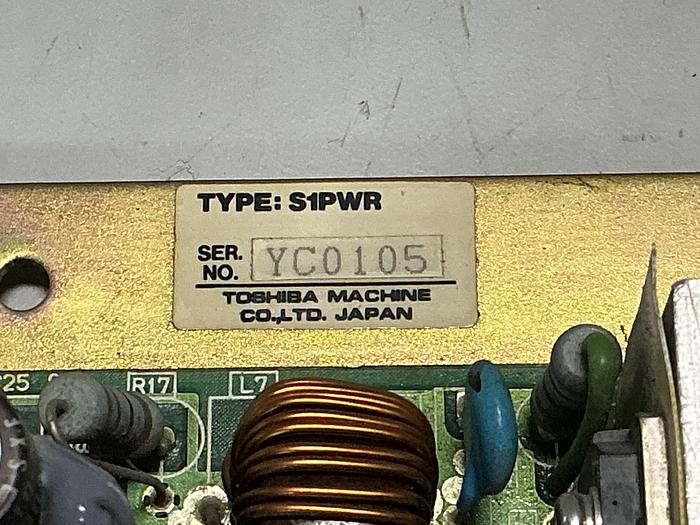 TYPE: S1PWR
SER.
NO. YC0105
TOSHIBA MACHINE
CO.,LTD. JAPAN
R17
L7